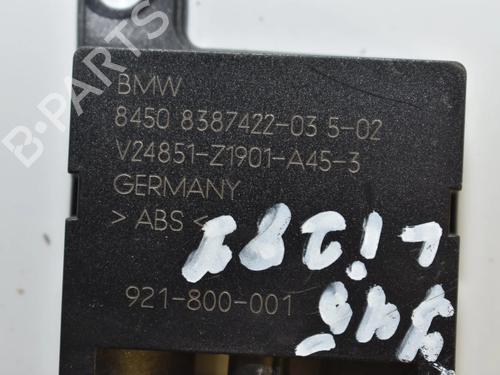 BMW
8450 8387422-03 5-02
V24851-Z1901-A45-3
GERMANY
> ABS <
921-800-001
B-PARTS